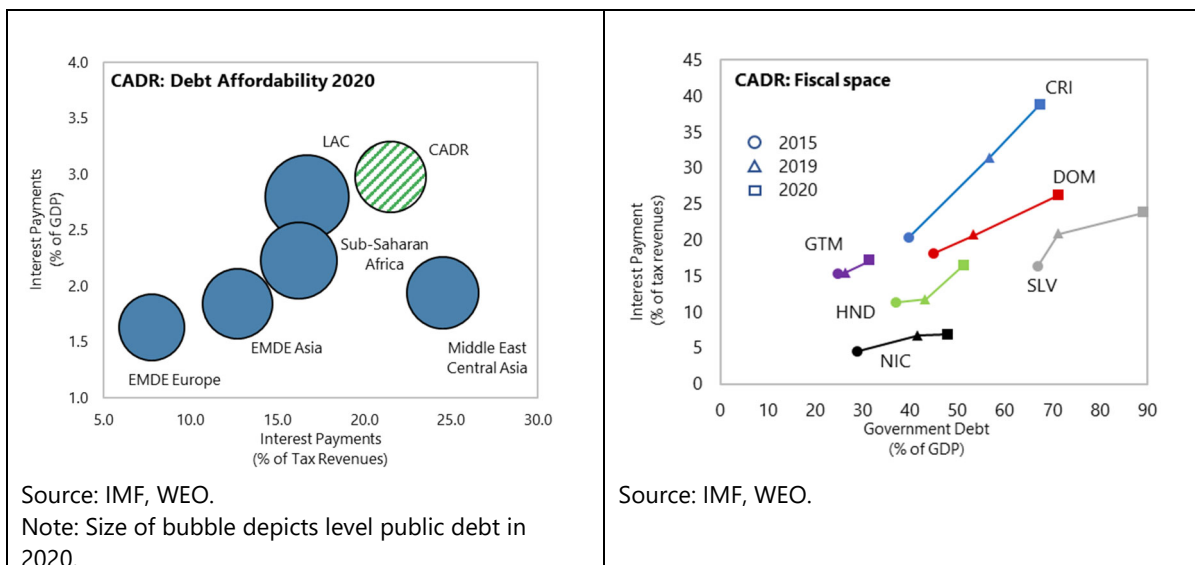 CADR: Debt Affordability 2020
4.0
3.5
3.0
2.5
2.0
1.5
1.0
Interest Payments
(% of GDP)
LAC
CADR
Sub-Saharan
Africa
EMDE Asia
Middle East
Central Asia
EMDE Europe
5.0 10.0 15.0 20.0 25.0 30.0
Interest Payments
(% of Tax Revenues)
Source: IMF, WEO.
Note: Size of bubble depicts level public debt in
2020.
CADR: Fiscal space
45
40
35
30
25
20
15
10
5
0
Interest Payment
(% of tax revenues)
2015
2019
2020
CRI
DOM
GTM
SLV
HND
NIC
0 10 20 30 40 50 60 70 80 90
Government Debt
(% of GDP)
Source: IMF, WEO.